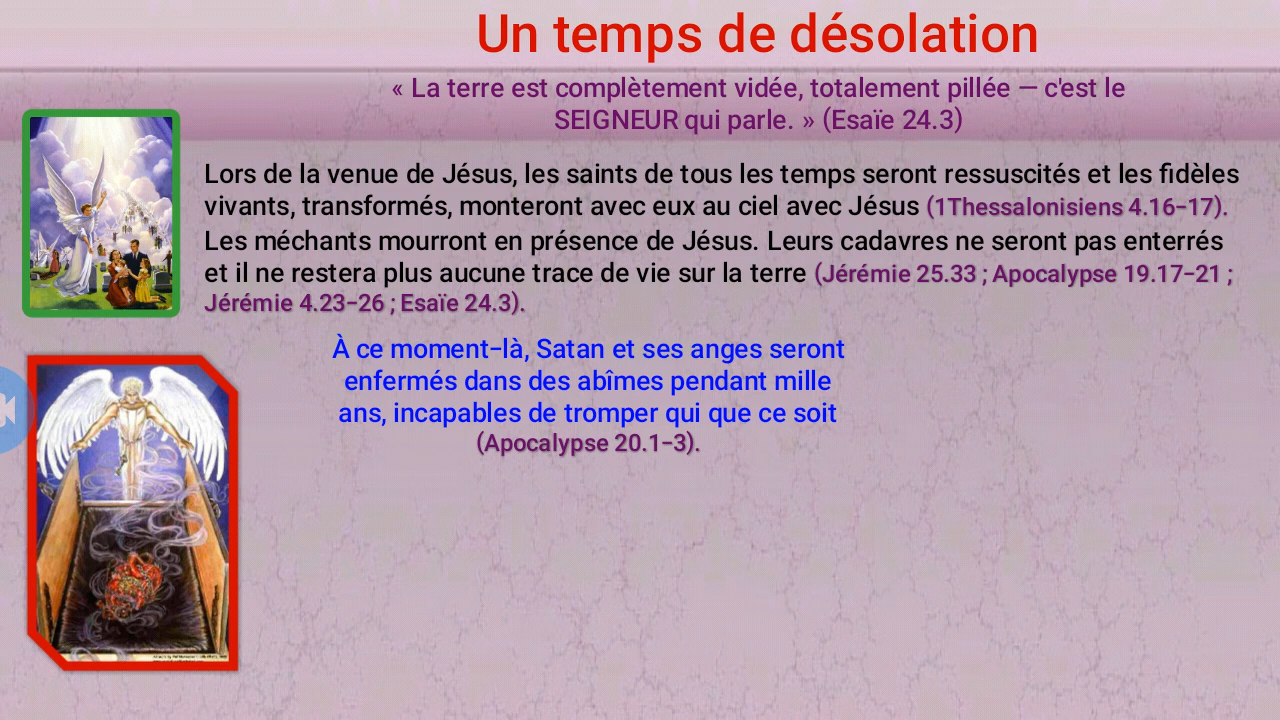 Un temps de désolation
« La terre est complètement vidée, totalement pillée — c'est le
SEIGNEUR qui parle. » (Esaïe 24.3)
Lors de la venue de Jésus, les saints de tous les temps seront ressuscités et les fidèles
vivants, transformés, monteront avec eux au ciel avec Jésus (1Thessalonisiens 4.16-17).
Les méchants mourront en présence de Jésus. Leurs cadavres ne seront pas enterrés
et il ne restera plus aucune trace de vie sur la terre (Jérémie 25.33 ; Apocalypse 19.17-21 ;
Jérémie 4.23-26 ; Esaïe 24.3).
À ce moment-là, Satan et ses anges seront
enfermés dans des abîmes pendant mille
ans, incapables de tromper qui que ce soit
(Apocalypse 20.1-3).